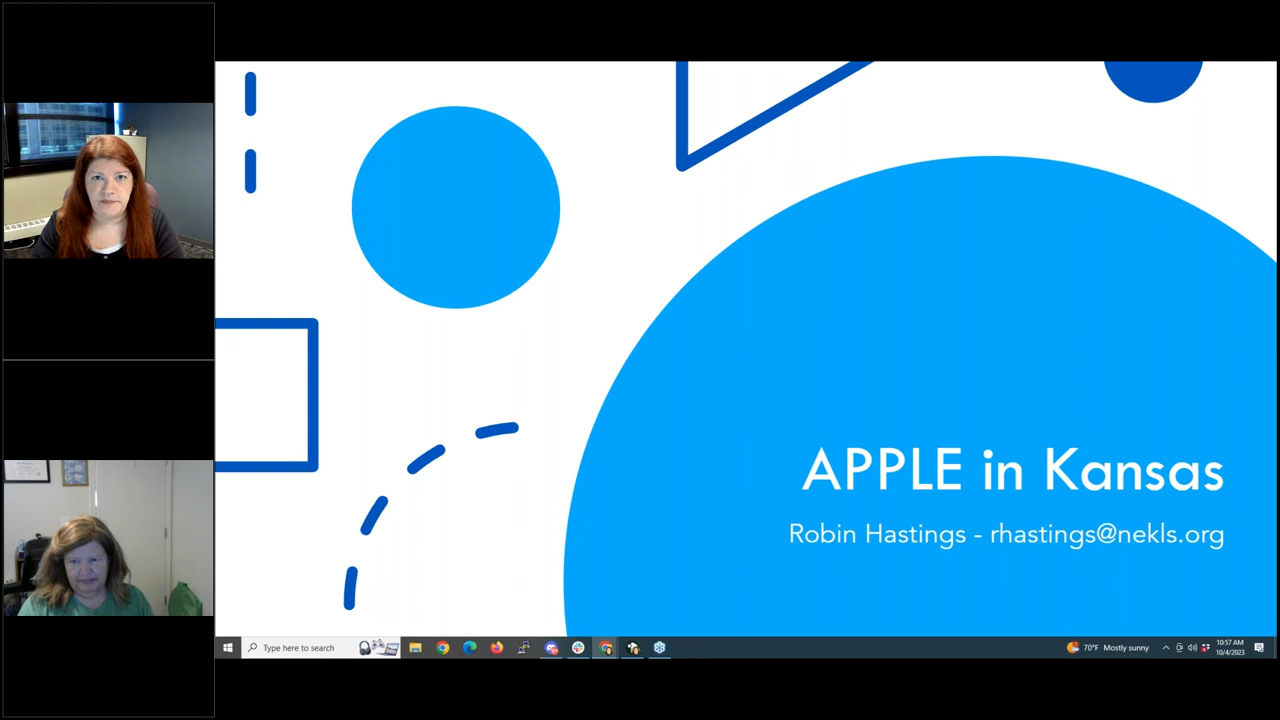 APPLE in Kansas
Robin Hastings - rhastings@nekls.org
Type here to search
70°F Mostly sunny
10:57 AM
10/4/2023